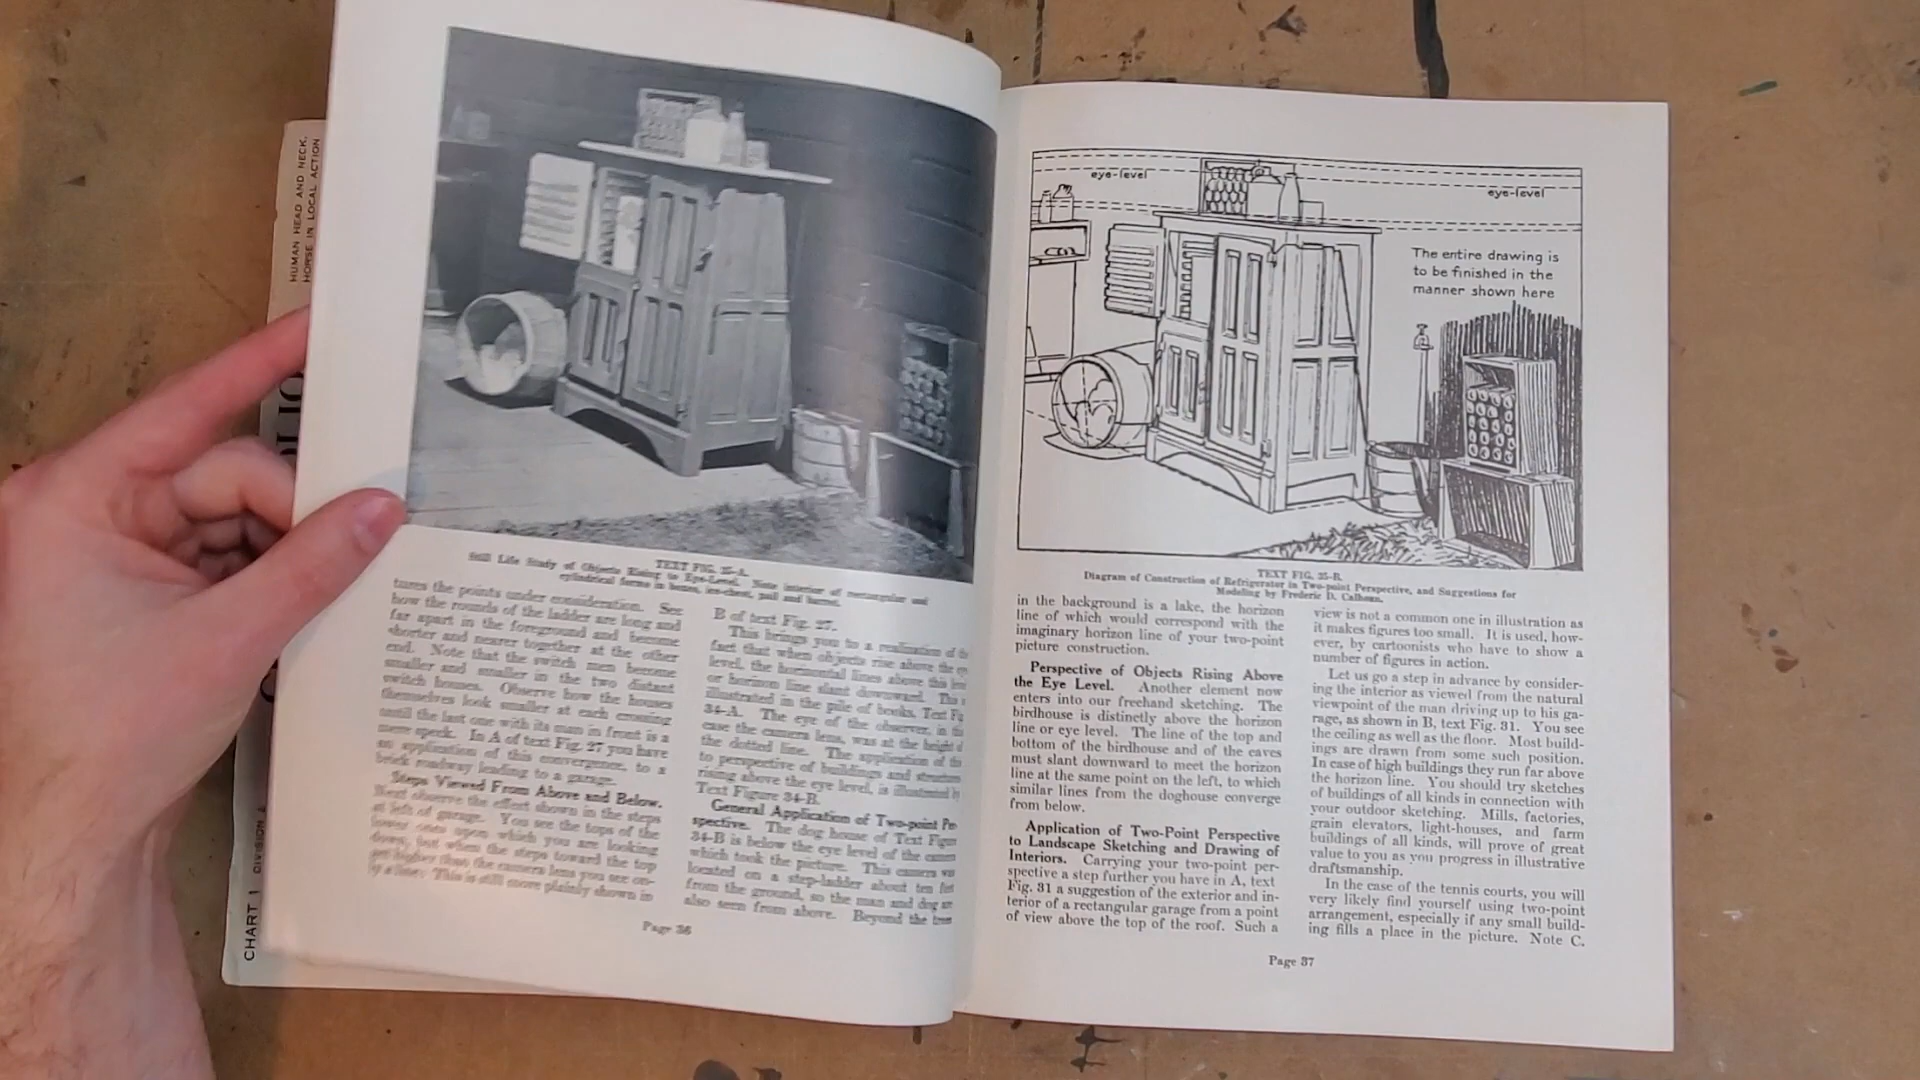 HUMAN HEAD AND NECK,
HORSE IN LOCAL ACTION
CHART 1 DIVISION
TEXT FIG. 35-A.
Still Life Study of Objects Rising to Eye-Level. Note interior of rectangular and
cylindrical forms in boxes, ice-chest, pail and barrel.
tures the points under consideration. See
how the rounds of the ladder are long and
far apart in the foreground and become
shorter and nearer together at the other
end. Note that the switch men become
smaller and smaller in the two distant
switch houses. Observe how the houses
themselves look smaller at each crossing
until the last one with its man in front is a
mere speck. In A of text Fig. 27 you have
an application of this convergence, to a
brick roadway leading to a garage.
Steps Viewed From Above and Below.
Next observe the effort shown in the steps
at left of garage. You see the tops of the
lower ones upon which you are looking
down, but when the steps toward the top
are higher than the camera lens you see on-
ly a line. This is still more plainly shown in
B of text Fig. 27.
This brings you to a realization of the
fact that when objects rise above the eye
level, the horizontal lines above this level
or horizon line slant downward. This is
illustrated in the pile of books, Text Fig.
34-A. The eye of the observer, in this
case the camera lens, was at the height of
the dotted line. The application of this
to perspective of buildings and structures
rising above the eye level, is illustrated by
Text Figure 34-B.
General Application of Two-point Per-
spective. The dog house of Text Figure
34-B is below the eye level of the camera
which took the picture. This camera was
located on a step-ladder about ten feet
from the ground, so the man and dog are
also seen from above. Beyond the trees
Page 36
eye-level
eye-level
The entire drawing is
to be finished in the
manner shown here
TEXT FIG. 35-B.
Diagram of Construction of Refrigerator in Two-point Perspective, and Suggestions for
Modeling by Frederic D. Calhoun.
in the background is a lake, the horizon
line of which would correspond with the
imaginary horizon line of your two-point
picture construction.
Perspective of Objects Rising Above
the Eye Level. Another element now
enters into our freehand sketching. The
birdhouse is distinctly above the horizon
line or eye level. The line of the top and
bottom of the birdhouse and of the eaves
must slant downward to meet the horizon
line at the same point on the left, to which
similar lines from the doghouse converge
from below.
Application of Two-Point Perspective
to Landscape Sketching and Drawing of
Interiors. Carrying your two-point per-
spective a step further you have in A, text
Fig. 31 a suggestion of the exterior and in-
terior of a rectangular garage from a point
of view above the top of the roof. Such a
view is not a common one in illustration as
it makes figures too small. It is used, how-
ever, by cartoonists who have to show a
number of figures in action.
Let us go a step in advance by consider-
ing the interior as viewed from the natural
viewpoint of the man driving up to his ga-
rage, as shown in B, text Fig. 31. You see
the ceiling as well as the floor. Most build-
ings are drawn from some such position.
In case of high buildings they run far above
the horizon line. You should try sketches
of buildings of all kinds in connection with
your outdoor sketching. Mills, factories,
grain elevators, light-houses, and farm
buildings of all kinds, will prove of great
value to you as you progress in illustrative
draftsmanship.
In the case of the tennis courts, you will
very likely find yourself using two-point
arrangement, especially if any small build-
ing fills a place in the picture. Note C.
Page 37